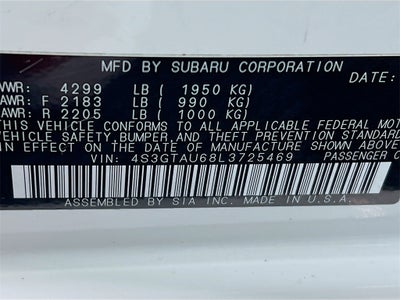 MFD BY SUBARU CORPORATION DATE:
VWR: 4299 LB ( 1950 KG)
AWR: F 2183 LB ( 990 KG)
AWR: R 2205 LB ( 1000 KG)
THIS VEHICLE CONFORMS TO ALL APPLICABLE FEDERAL MOT
VEHICLE SAFETY,BUMPER,AND THEFT PREVENTION STANDARD
IN EFFECT ON THE DATE OF MANUFACTURE SHOWN ABOVE.
VIN: 4S3GTAU68L3725469 PASSENGER C
ASSEMBLED BY SIA INC. MADE IN U.S.A.